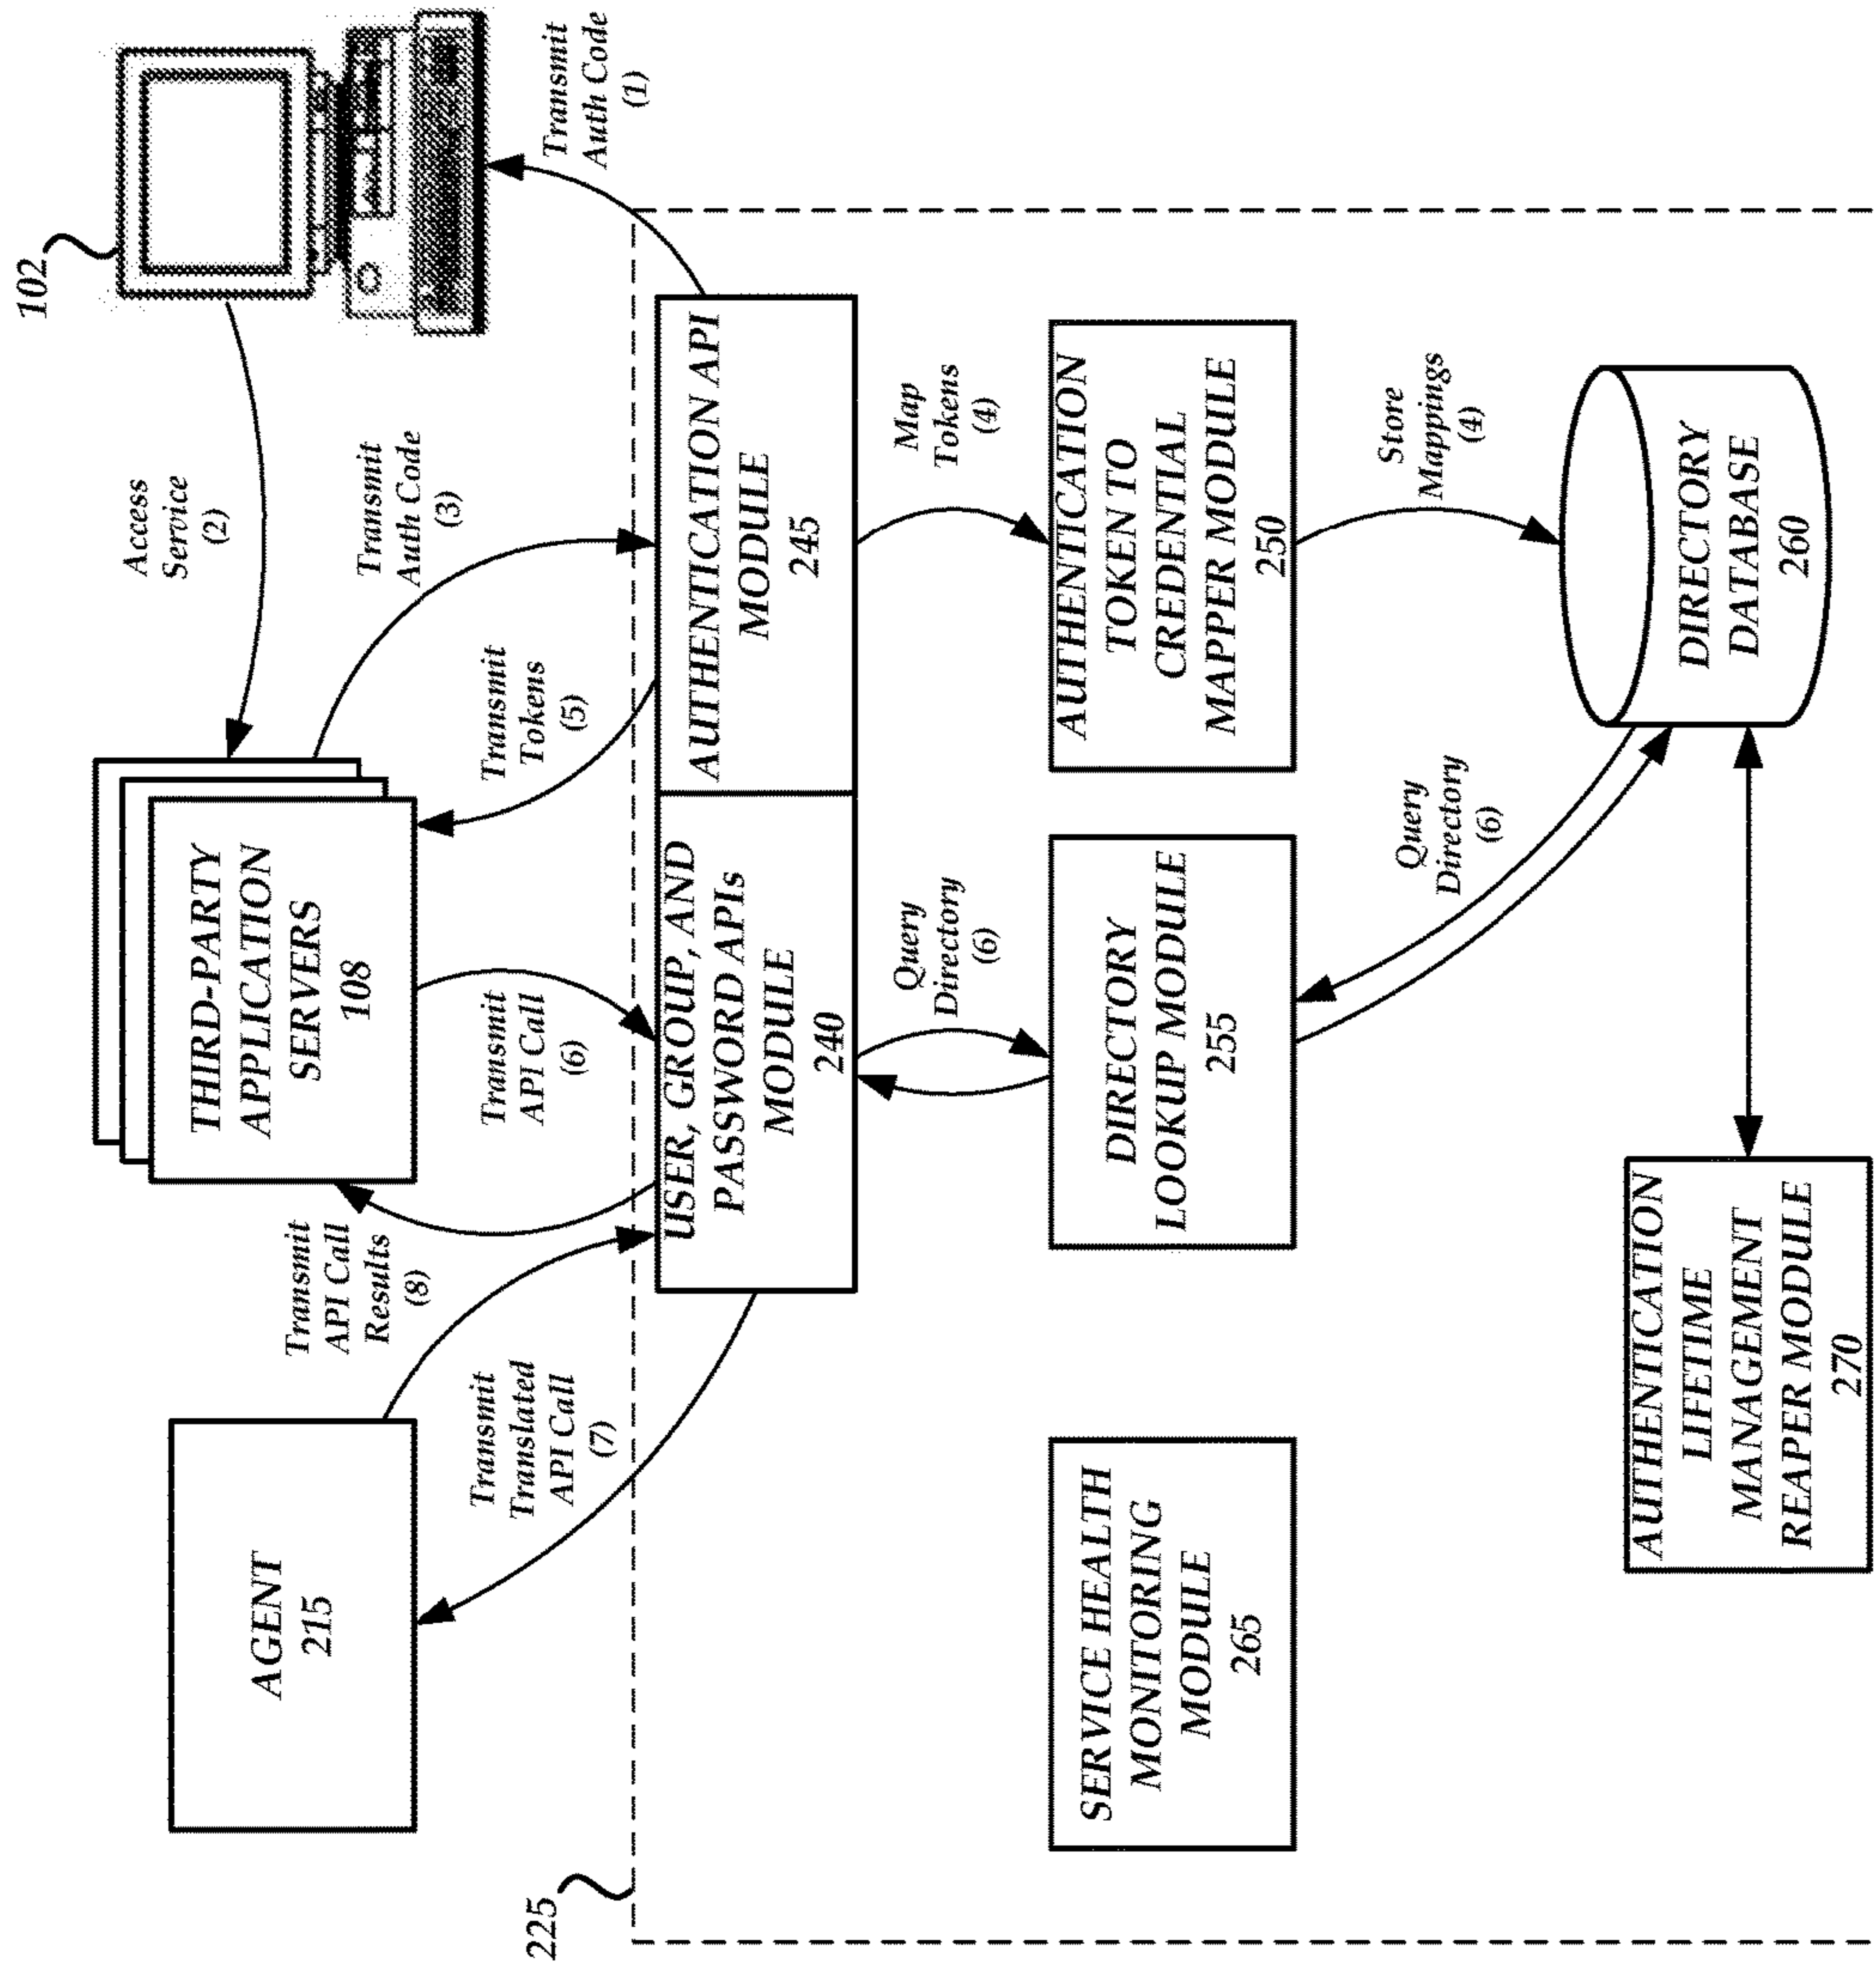 102
Access
Service
(2)
Transmit
Auth Code
(1)
THIRD-PARTY
APPLICATION
SERVERS
108
Transmit
Auth Code
(3)
Transmit
Tokens
(5)
AGENT
215
Transmit
API Call
Results
(8)
Transmit
API Call
(6)
Transmit
Translated
API Call
(7)
225
USER, GROUP, AND
PASSWORD APIs
MODULE
240
AUTHENTICATION API
MODULE
245
Query
Directory
(6)
Map
Tokens
(4)
SERVICE HEALTH
MONITORING
MODULE
265
DIRECTORY
LOOKUP MODULE
255
AUTHENTICATION
TOKEN TO
CREDENTIAL
MAPPER MODULE
250
Query
Directory
(6)
Store
Mappings
(4)
AUTHENTICATION
LIFETIME
MANAGEMENT
REAPER MODULE
270
DIRECTORY
DATABASE
260